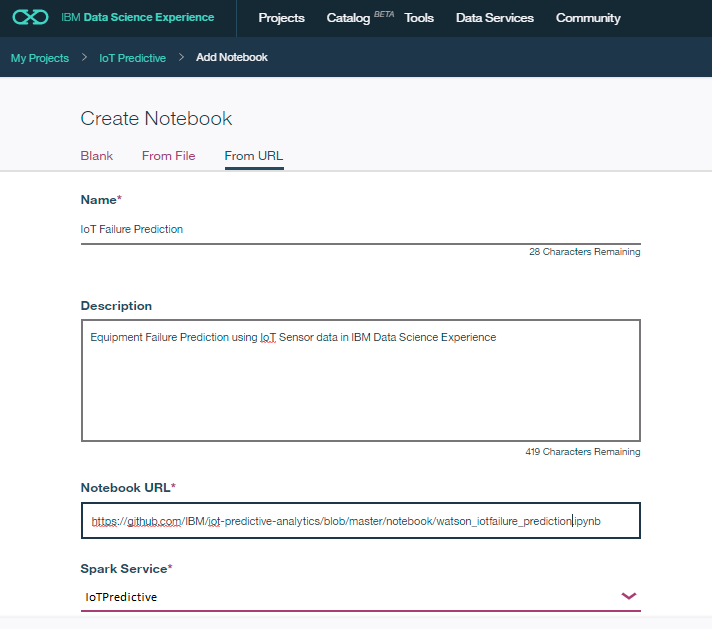 IBM Data Science Experience Projects Catalog BETA Tools Data Services Community
My Projects > IoT Predictive > Add Notebook
Create Notebook
Blank From File From URL
Name*
IoT Failure Prediction
28 Characters Remaining
Description
Equipment Failure Prediction using IoT Sensor data in IBM Data Science Experience
419 Characters Remaining
Notebook URL*
https://github.com/IBM/iot-predictive-analytics/blob/master/notebook/watson_iotfailure_prediction.ipynb
Spark Service*
IoTPredictive